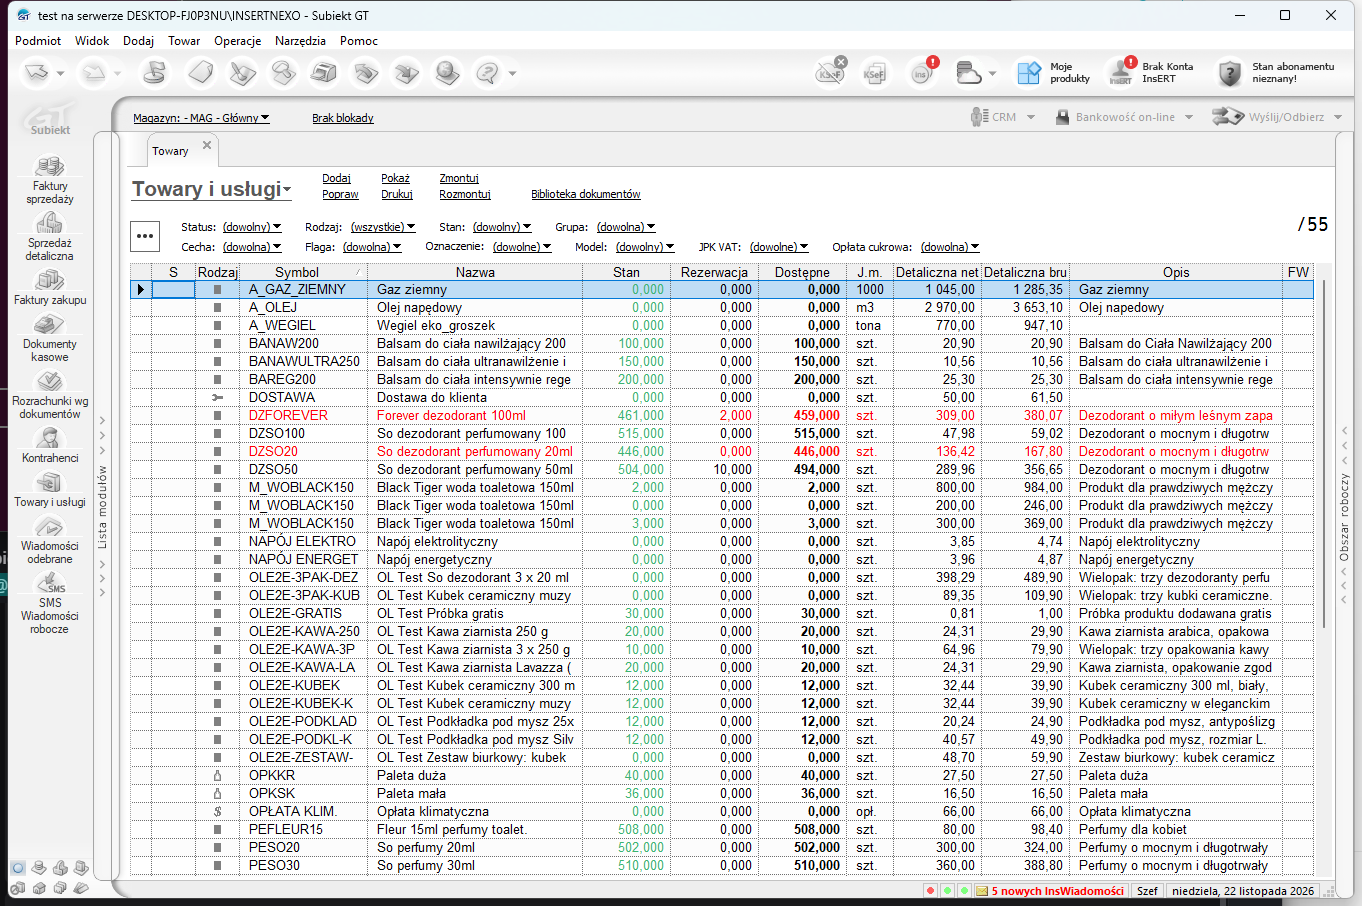 test na serwerze DESKTOP-FJ0P3NU\INSERTNEXO - Subiekt GT
Podmiot Widok Dodaj Towar Operacje Narzędzia Pomoc
KSeF KSeF ins Moje produkty InsERT Brak Konta InsERT ? Stan abonamentu nieznany!
GT Subiekt
Magazyn: - MAG - Główny Brak blokady CRM Bankowość on-line Wyślij/Odbierz
Towary
Towary i usługi
Dodaj Pokaż Zmontuj
Popraw Drukuj Rozmontuj Biblioteka dokumentów
Status: (dowolny) Rodzaj: (wszystkie) Stan: (dowolny) Grupa: (dowolna)
/55
Cecha: (dowolna) Flaga: (dowolna) Oznaczenie: (dowolne) Model: (dowolny) JPK VAT: (dowolne) Opłata cukrowa: (dowolna)
Faktury sprzedaży
Sprzedaż detaliczna
Faktury zakupu
Dokumenty kasowe
Rozrachunki wg dokumentów
Kontrahenci
Towary i usługi
Wiadomości odebrane
SMS
SMS Wiadomości robocze
Lista modułów
S Rodzaj Symbol Nazwa Stan Rezerwacja Dostępne J.m. Detaliczna net Detaliczna bru Opis FW
A_GAZ_ZIEMNY Gaz ziemny 0,000 0,000 0,000 1000 1 045,00 1 285,35 Gaz ziemny
A_OLEJ Olej napędowy 0,000 0,000 0,000 m3 2 970,00 3 653,10 Olej napedowy
A_WEGIEL Wegiel eko_groszek 0,000 0,000 0,000 tona 770,00 947,10
BANAW200 Balsam do ciała nawilżający 200 100,000 0,000 100,000 szt. 20,90 20,90 Balsam do Ciała Nawilżający 200
BANAWULTRA250 Balsam do ciała ultranawilżenie i 150,000 0,000 150,000 szt. 10,56 10,56 Balsam do ciała ultranawilżenie i
BAREG200 Balsam do ciała intensywnie rege 200,000 0,000 200,000 szt. 25,30 25,30 Balsam do ciała intensywnie rege
DOSTAWA Dostawa do klienta 0,000 0,000 0,000 szt. 50,00 61,50
DZFOREVER Forever dezodorant 100ml 461,000 2,000 459,000 szt. 309,00 380,07 Dezodorant o miłym leśnym zapa
DZSO100 So dezodorant perfumowany 100 515,000 0,000 515,000 szt. 47,98 59,02 Dezodorant o mocnym i długotrw
DZSO20 So dezodorant perfumowany 20ml 446,000 0,000 446,000 szt. 136,42 167,80 Dezodorant o mocnym i długotrw
DZSO50 So dezodorant perfumowany 50ml 504,000 10,000 494,000 szt. 289,96 356,65 Dezodorant o mocnym i długotrw
M_WOBLACK150 Black Tiger woda toaletowa 150ml 2,000 0,000 2,000 szt. 800,00 984,00 Produkt dla prawdziwych mężczy
M_WOBLACK150 Black Tiger woda toaletowa 150ml 0,000 0,000 0,000 szt. 200,00 246,00 Produkt dla prawdziwych mężczy
M_WOBLACK150 Black Tiger woda toaletowa 150ml 3,000 0,000 3,000 szt. 300,00 369,00 Produkt dla prawdziwych mężczy
NAPÓJ ELEKTRO Napój elektrolityczny 0,000 0,000 0,000 szt. 3,85 4,74 Napój elektrolityczny
NAPÓJ ENERGET Napój energetyczny 0,000 0,000 0,000 szt. 3,96 4,87 Napój energetyczny
OLE2E-3PAK-DEZ OL Test So dezodorant 3 x 20 ml 0,000 0,000 0,000 szt. 398,29 489,90 Wielopak: trzy dezodoranty perfu
OLE2E-3PAK-KUB OL Test Kubek ceramiczny muzy 0,000 0,000 0,000 szt. 89,35 109,90 Wielopak: trzy kubki ceramiczne.
OLE2E-GRATIS OL Test Próbka gratis 30,000 0,000 30,000 szt. 0,81 1,00 Próbka produktu dodawana gratis
OLE2E-KAWA-250 OL Test Kawa ziarnista 250 g 20,000 0,000 20,000 szt. 24,31 29,90 Kawa ziarnista arabica, opakowa
OLE2E-KAWA-3P OL Test Kawa ziarnista 3 x 250 g 10,000 0,000 10,000 szt. 64,96 79,90 Wielopak: trzy opakowania kawy
OLE2E-KAWA-LA OL Test Kawa ziarnista Lavazza ( 20,000 0,000 20,000 szt. 24,31 29,90 Kawa ziarnista, opakowanie zgod
OLE2E-KUBEK OL Test Kubek ceramiczny 300 m 12,000 0,000 12,000 szt. 32,44 39,90 Kubek ceramiczny 300 ml, biały,
OLE2E-KUBEK-K OL Test Kubek ceramiczny muzy 12,000 0,000 12,000 szt. 32,44 39,90 Kubek ceramiczny w eleganckim
OLE2E-PODKLAD OL Test Podkładka pod mysz 25x 12,000 0,000 12,000 szt. 20,24 24,90 Podkładka pod mysz, antypoślizg
OLE2E-PODKL-K OL Test Podkładka pod mysz Silv 12,000 0,000 12,000 szt. 40,57 49,90 Podkładka pod mysz, rozmiar L.
OLE2E-ZESTAW- OL Test Zestaw biurkowy: kubek 0,000 0,000 0,000 szt. 48,70 59,90 Zestaw biurkowy: kubek ceramicz
OPKKR Paleta duża 40,000 0,000 40,000 szt. 27,50 27,50 Paleta duża
OPKSK Paleta mała 36,000 0,000 36,000 szt. 16,50 16,50 Paleta mała
OPŁATA KLIM. Opłata klimatyczna 0,000 0,000 0,000 opł. 66,00 66,00 Opłata klimatyczna
PEFLEUR15 Fleur 15ml perfumy toalet. 508,000 0,000 508,000 szt. 80,00 98,40 Perfumy dla kobiet
PESO20 So perfumy 20ml 502,000 0,000 502,000 szt. 300,00 324,00 Perfumy o mocnym i długotrwały
PESO30 So perfumy 30ml 510,000 0,000 510,000 szt. 360,00 388,80 Perfumy o mocnym i długotrwały
Obszar roboczy
5 nowych InsWiadomości Szef niedziela, 22 listopada 2026